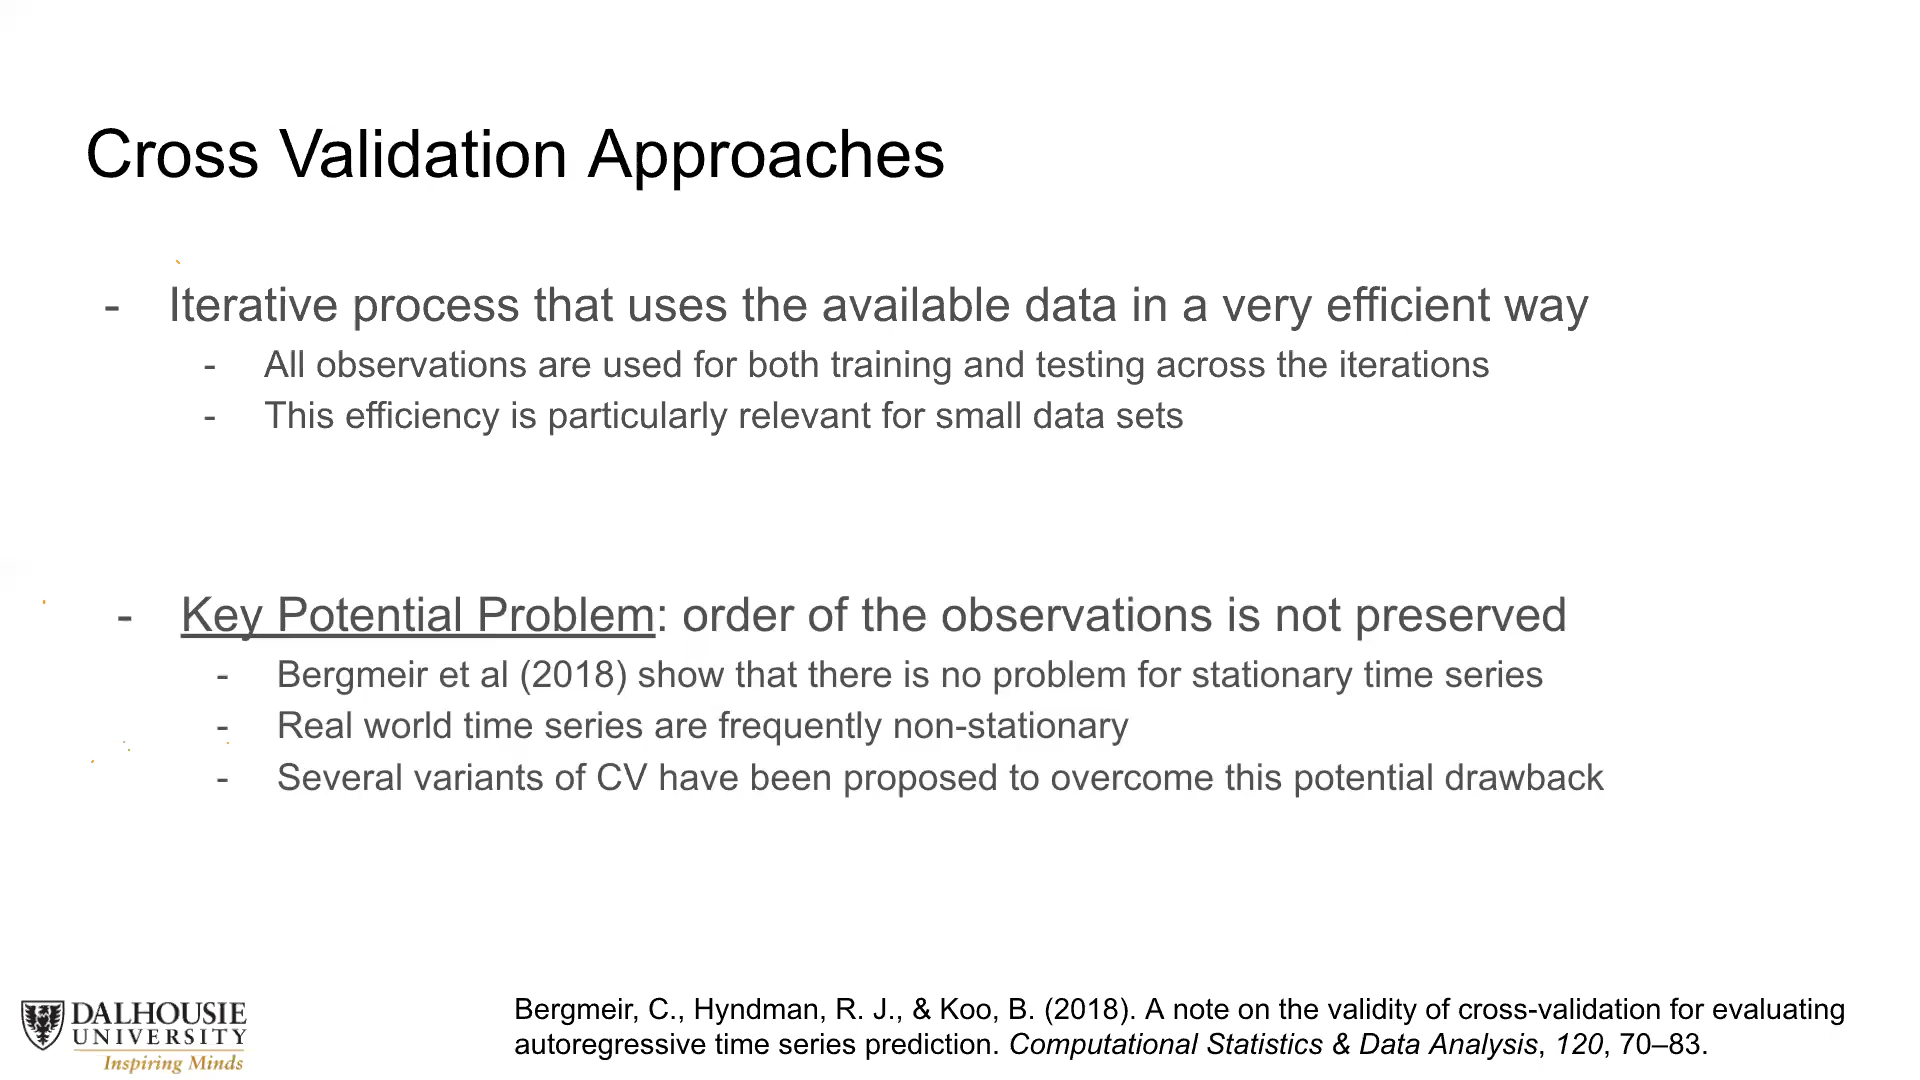 Cross Validation Approaches
- Iterative process that uses the available data in a very efficient way
- All observations are used for both training and testing across the iterations
- This efficiency is particularly relevant for small data sets
- Key Potential Problem: order of the observations is not preserved
- Bergmeir et al (2018) show that there is no problem for stationary time series
- Real world time series are frequently non-stationary
- Several variants of CV have been proposed to overcome this potential drawback
DALHOUSIE
UNIVERSITY
Inspiring Minds
Bergmeir, C., Hyndman, R. J., & Koo, B. (2018). A note on the validity of cross-validation for evaluating
autoregressive time series prediction. Computational Statistics & Data Analysis, 120, 70–83.